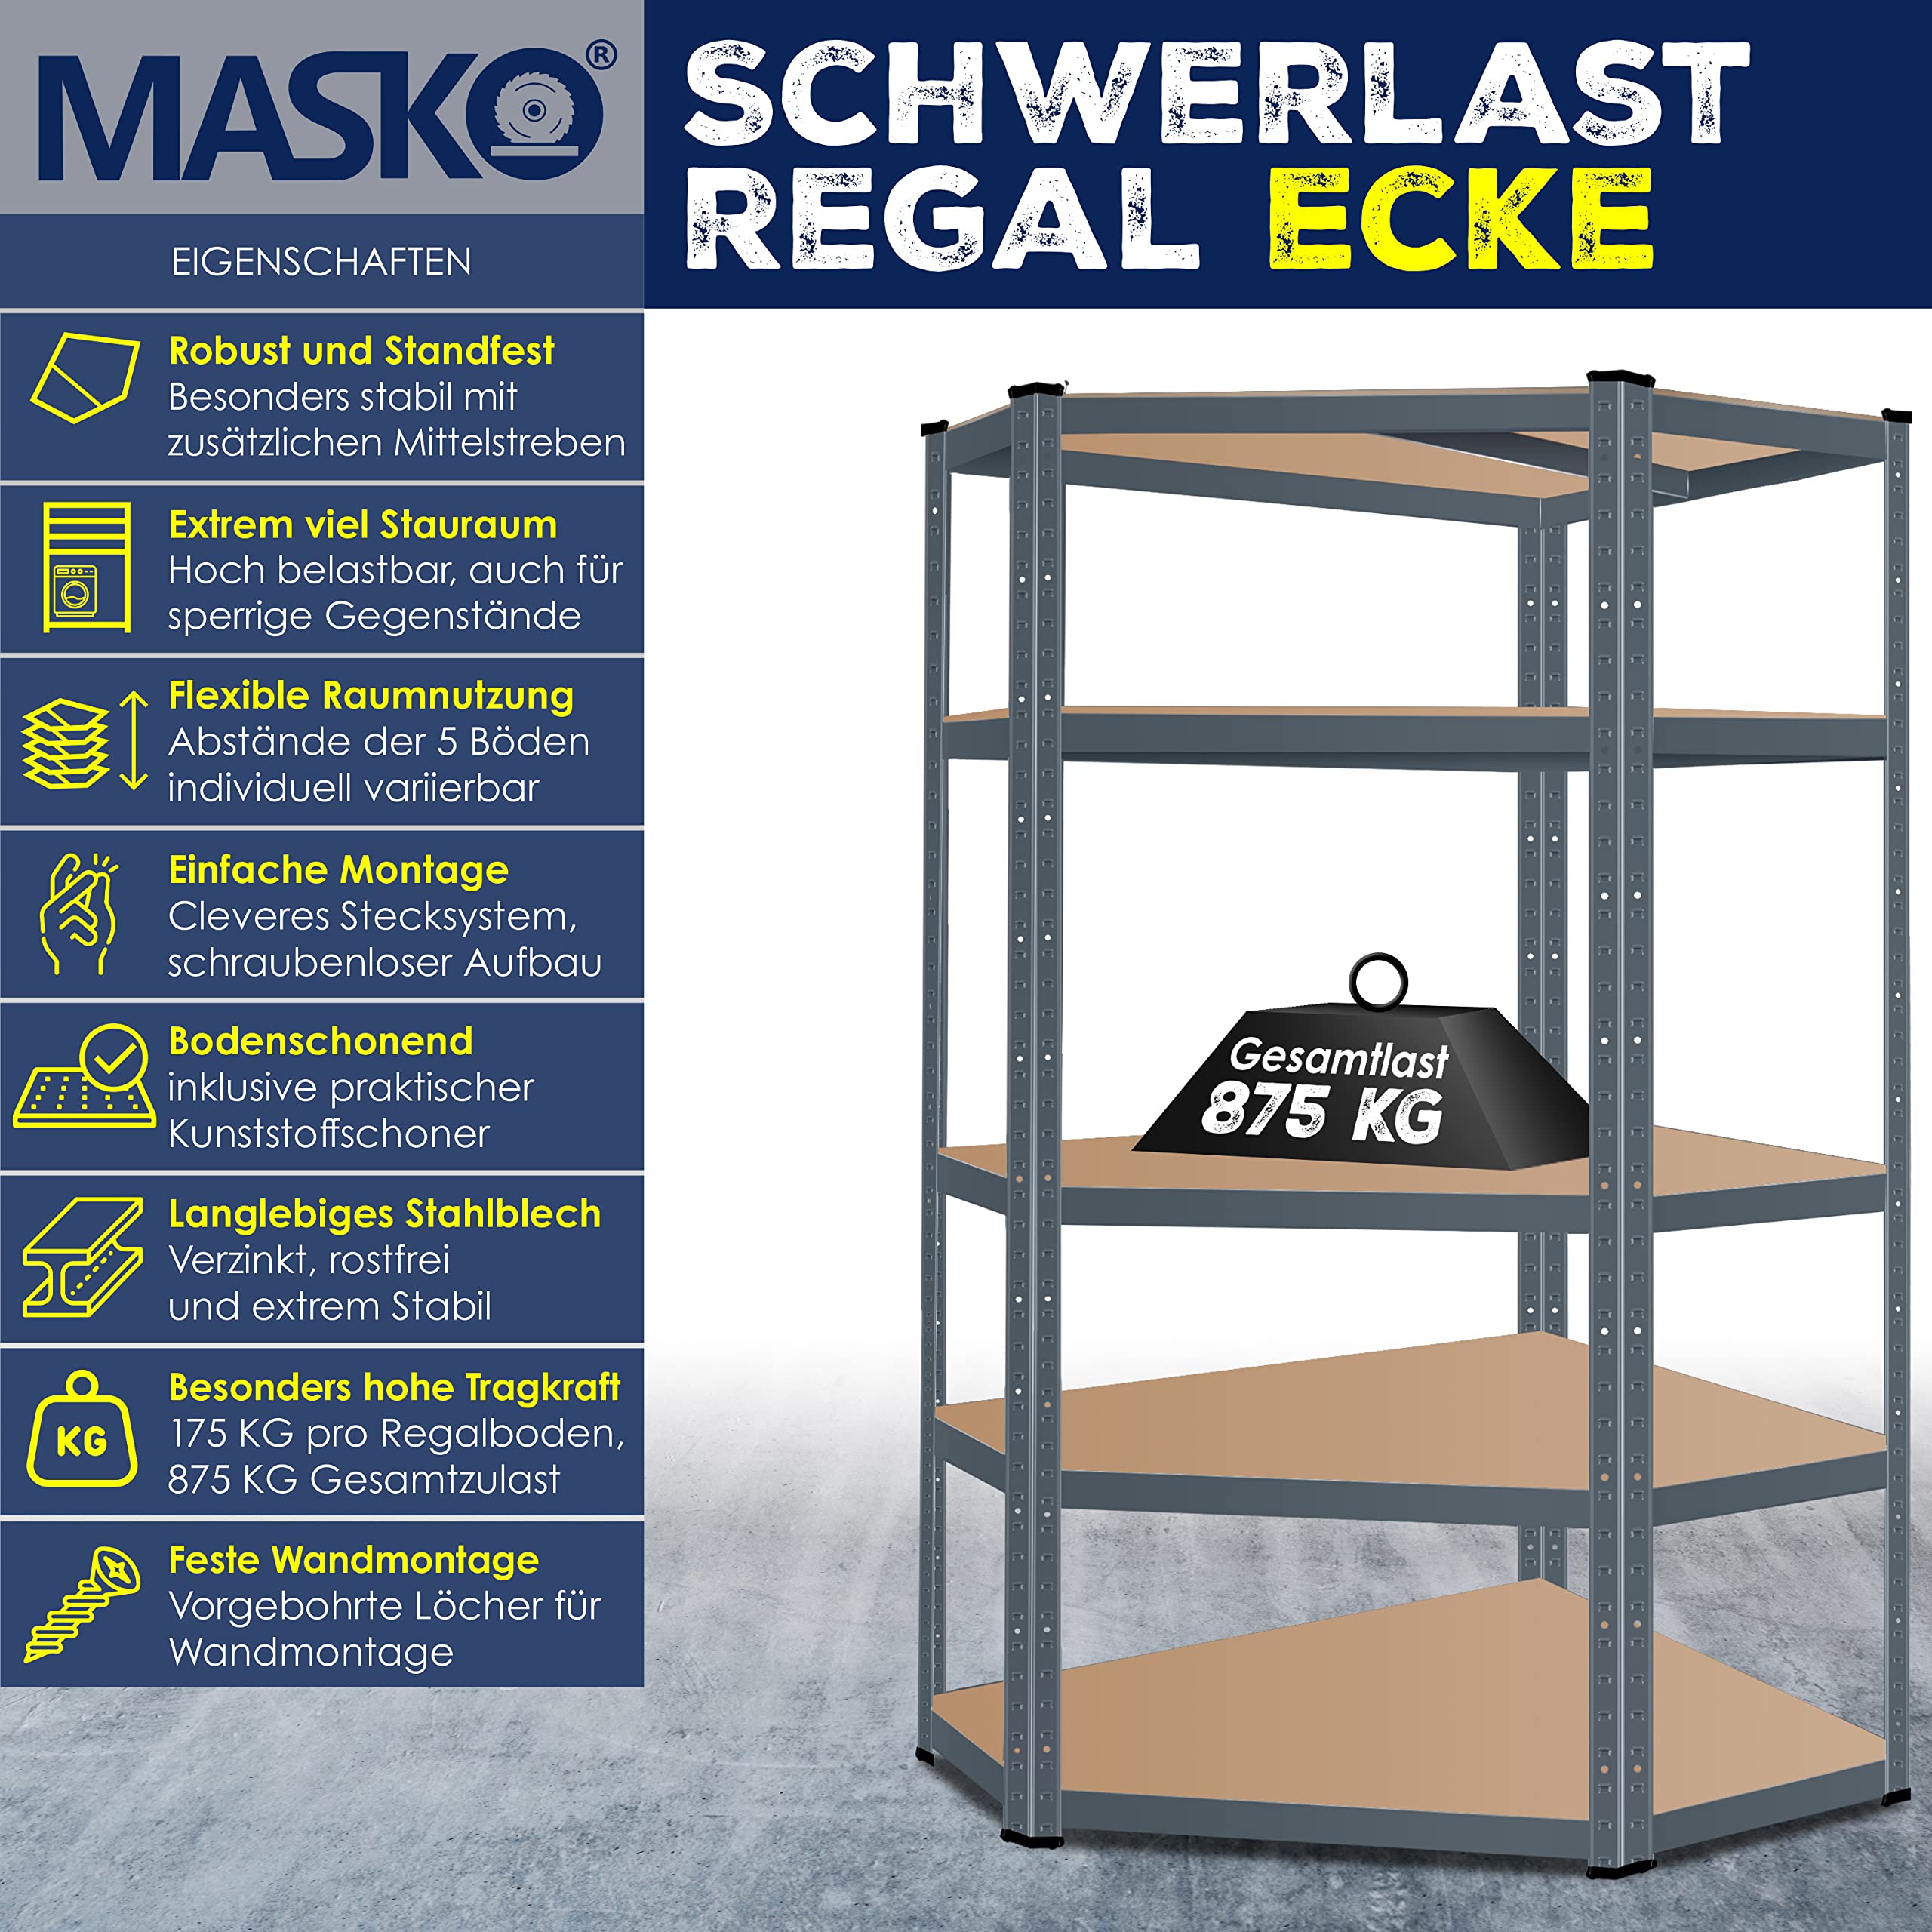 MASKO®
SCHWERLAST
REGAL ECKE
EIGENSCHAFTEN
Robust und Standfest
Besonders stabil mit
zusätzlichen Mittelstreben
Extrem viel Stauraum
Hoch belastbar, auch für
sperrige Gegenstände
Flexible Raumnutzung
Abstände der 5 Böden
individuell variierbar
Einfache Montage
Cleveres Stecksystem,
schraubenloser Aufbau
Bodenschonend
inklusive praktischer
Kunststoffschoner
Langlebiges Stahlblech
Verzinkt, rostfrei
und extrem Stabil
KG
Besonders hohe Tragkraft
175 KG pro Regalboden,
875 KG Gesamtzulast
Feste Wandmontage
Vorgebohrte Löcher für
Wandmontage
Gesamtlast
875 KG